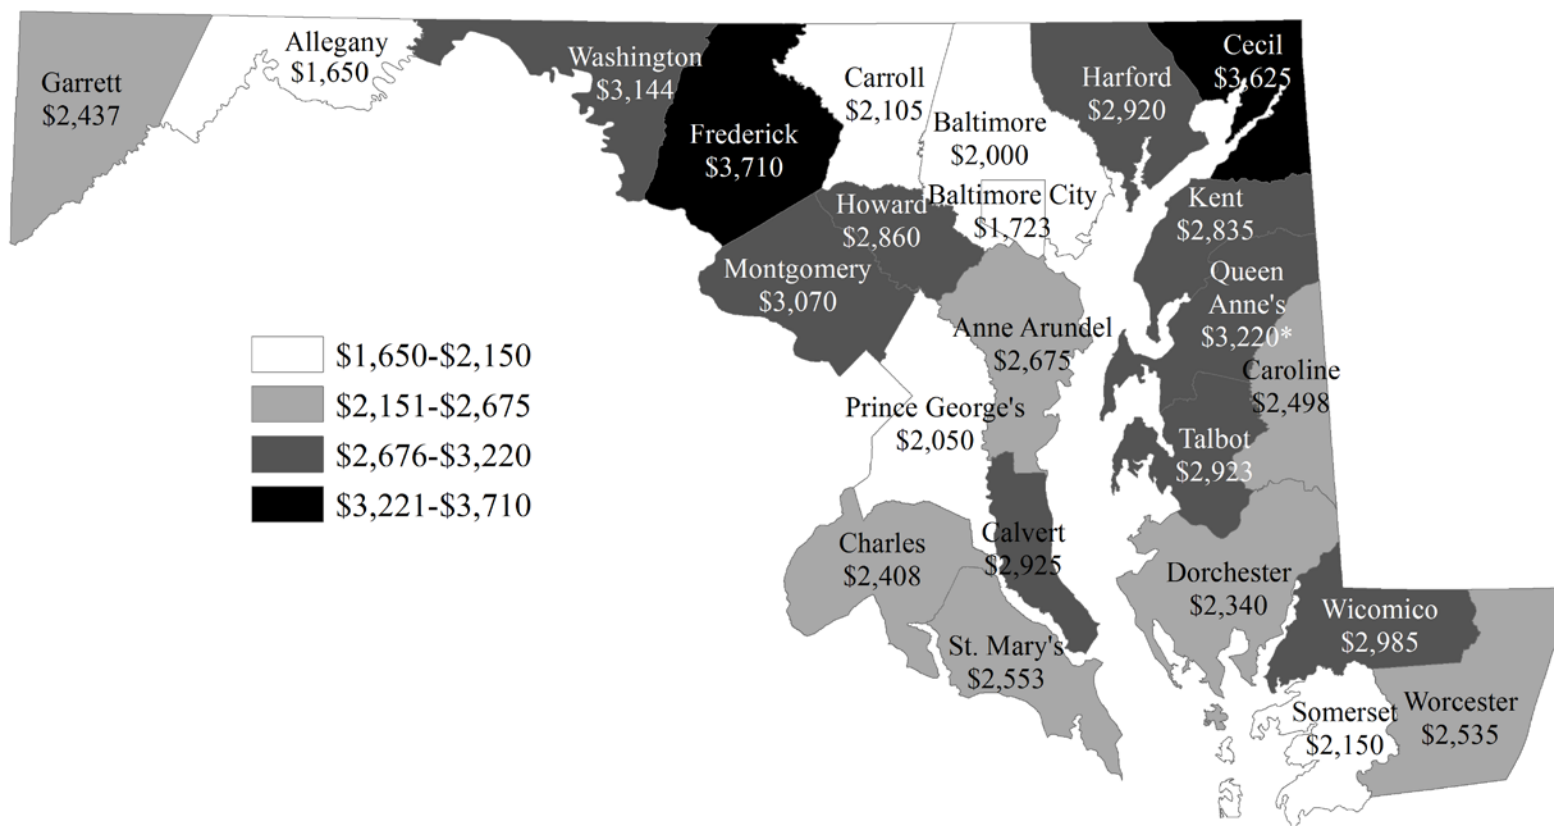 Garrett
$2,437
Allegany
$1,650
Washington
$3,144
Frederick
$3,710
Carroll
$2,105
Baltimore
$2,000
Baltimore City
$1,723
Harford
$2,920
Cecil
$3,625
Howard
$2,860
Montgomery
$3,070
Kent
$2,835
Queen
Anne's
$3,220*
Anne Arundel
$2,675
Caroline
$2,498
Prince George's
$2,050
Talbot
$2,923
Charles
$2,408
Calvert
$2,925
St. Mary's
$2,553
Dorchester
$2,340
Wicomico
$2,985
Somerset
$2,150
Worcester
$2,535
$1,650-$2,150
$2,151-$2,675
$2,676-$3,220
$3,221-$3,710